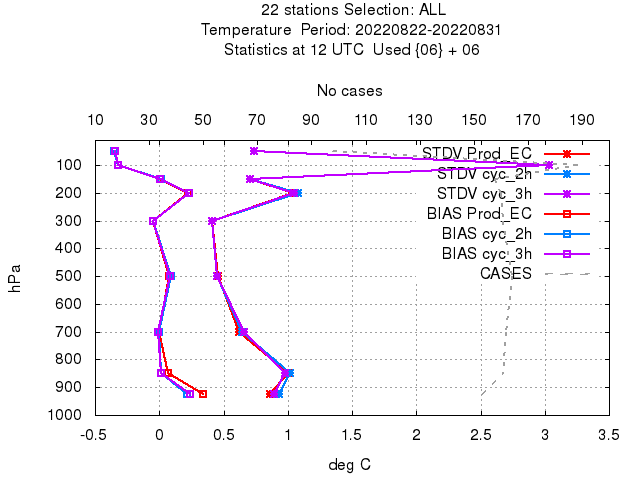 22 stations Selection: ALL
Temperature  Period: 20220822-20220831
Statistics at 12 UTC  Used {06} + 06
No cases
10 30 50 70 90 110 130 150 170 190
STDV Prod_EC
STDV cyc_2h
STDV cyc_3h
BIAS Prod_EC
BIAS cyc_2h
BIAS cyc_3h
CASES
100
200
300
400
500
600
700
800
900
1000
hPa
-0.5 0 0.5 1 1.5 2 2.5 3 3.5
deg C